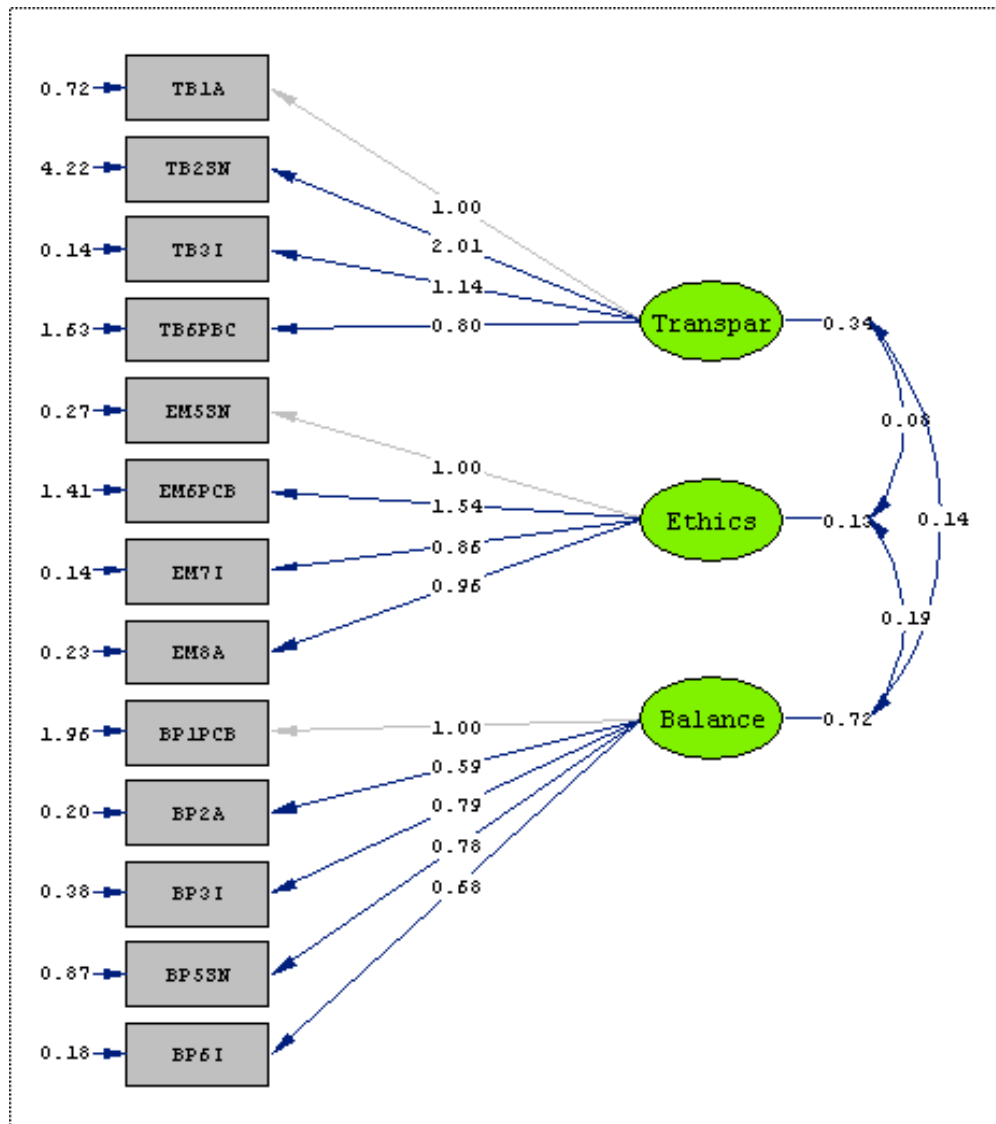 0.72 TB1A
4.22 TB2SN
0.14 TB3I
1.63 TB6PBC
0.27 EM5SN
1.41 EM6PCB
0.14 EM7I
0.23 EM8A
1.96 BP1PCB
0.20 BP2A
0.38 BP3I
0.87 BP5SN
0.18 BP6I
1.00
2.01
1.14
0.80
1.00
1.54
0.86
0.96
1.00
0.59
0.79
0.78
0.68
Transpar 0.34
Ethics 0.13
Balance 0.72
0.08
0.14
0.19